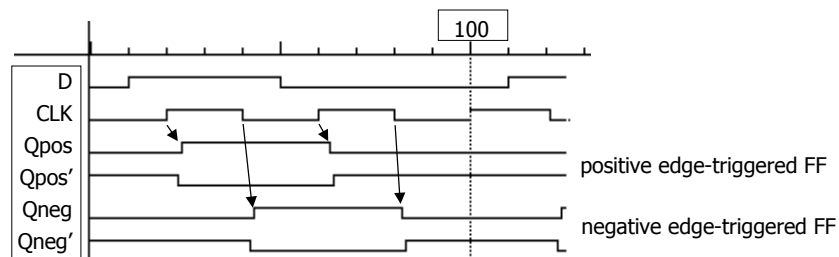 100
D
CLK
Qpos
Qpos’
Qneg
Qneg’
positive edge-triggered FF
negative edge-triggered FF